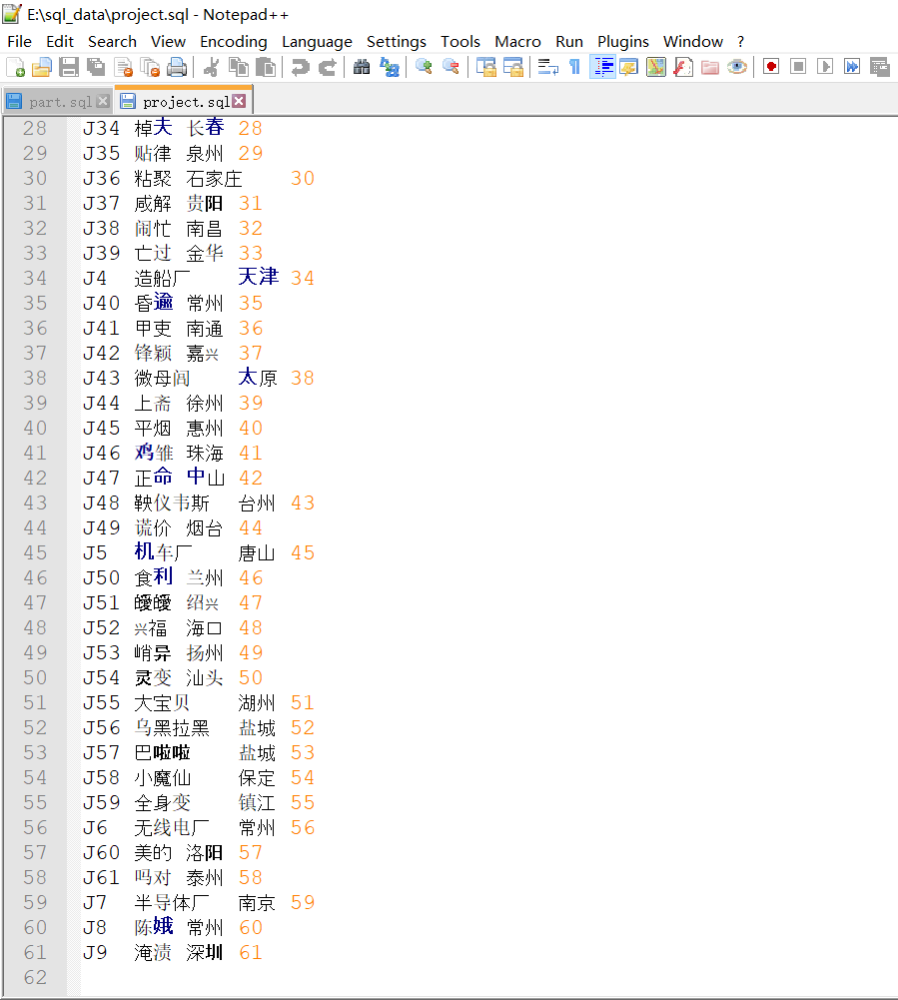 E:\sql_data\project.sql - Notepad++
File Edit Search View Encoding Language Settings Tools Macro Run Plugins Window ?
part.sql project.sql
28 J34 棹夫 长春 28
29 J35 贴律 泉州 29
30 J36 粘聚 石家庄 30
31 J37 咸解 贵阳 31
32 J38 闹忙 南昌 32
33 J39 亡过 金华 33
34 J4 造船厂 天津 34
35 J40 昏逾 常州 35
36 J41 甲吏 南通 36
37 J42 锋颖 嘉兴 37
38 J43 微母闾 太原 38
39 J44 上斋 徐州 39
40 J45 平烟 惠州 40
41 J46 鸡雏 珠海 41
42 J47 正命 中山 42
43 J48 鞅仪韦斯 台州 43
44 J49 谎价 烟台 44
45 J5 机车厂 唐山 45
46 J50 食利 兰州 46
47 J51 皧皧 绍兴 47
48 J52 兴福 海口 48
49 J53 峭异 扬州 49
50 J54 灵变 汕头 50
51 J55 大宝贝 湖州 51
52 J56 乌黑拉黑 盐城 52
53 J57 巴啦啦 盐城 53
54 J58 小魔仙 保定 54
55 J59 全身变 镇江 55
56 J6 无线电厂 常州 56
57 J60 美的 洛阳 57
58 J61 吗对 泰州 58
59 J7 半导体厂 南京 59
60 J8 陈娥 常州 60
61 J9 淹渍 深圳 61
62